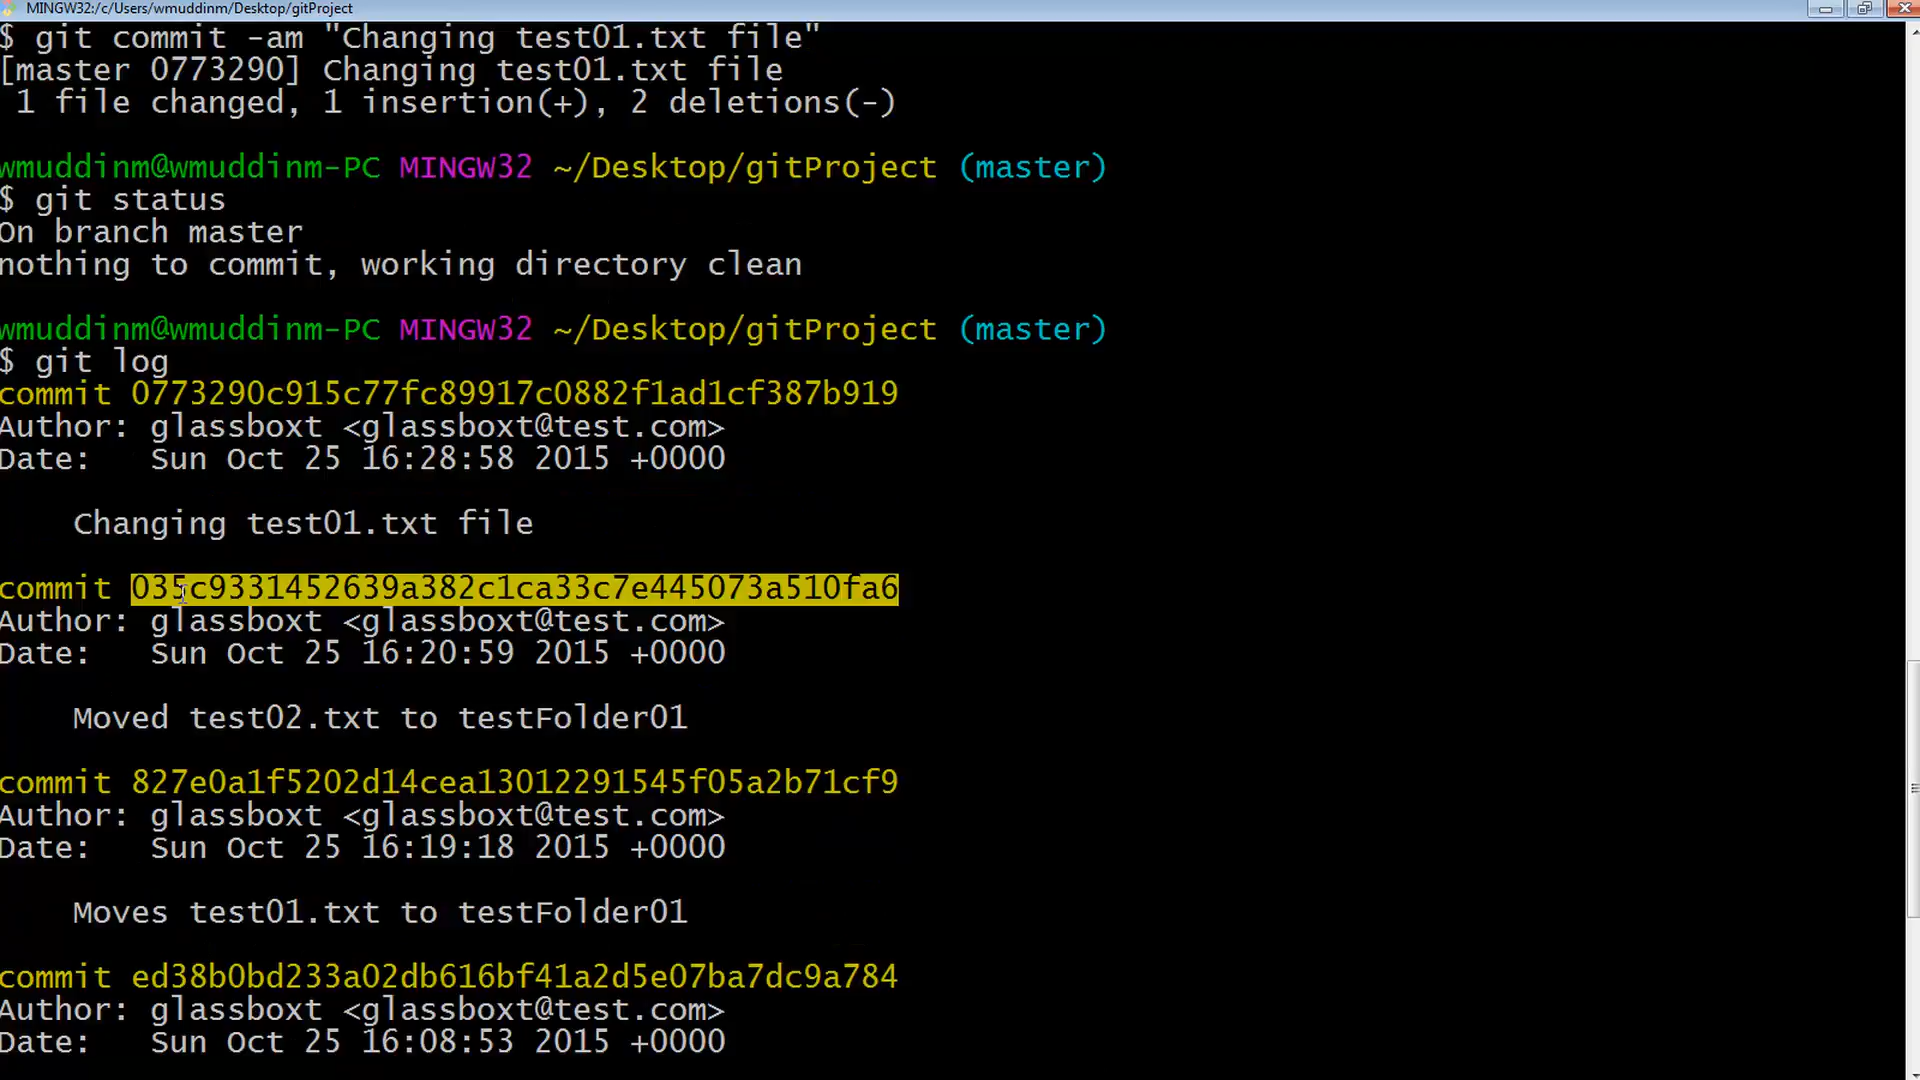 MINGW32:/c/Users/wmuddinm/Desktop/gitProject
$ git commit -am "Changing test01.txt file"
[master 0773290] Changing test01.txt file
 1 file changed, 1 insertion(+), 2 deletions(-)
wmuddinm@wmuddinm-PC MINGW32 ~/Desktop/gitProject (master)
$ git status
On branch master
nothing to commit, working directory clean
wmuddinm@wmuddinm-PC MINGW32 ~/Desktop/gitProject (master)
$ git log
commit 0773290c915c77fc89917c0882f1ad1cf387b919
Author: glassboxt <glassboxt@test.com>
Date:   Sun Oct 25 16:28:58 2015 +0000
    Changing test01.txt file
commit 035c9331452639a382c1ca33c7e445073a510fa6
Author: glassboxt <glassboxt@test.com>
Date:   Sun Oct 25 16:20:59 2015 +0000
    Moved test02.txt to testFolder01
commit 827e0a1f5202d14cea13012291545f05a2b71cf9
Author: glassboxt <glassboxt@test.com>
Date:   Sun Oct 25 16:19:18 2015 +0000
    Moves test01.txt to testFolder01
commit ed38b0bd233a02db616bf41a2d5e07ba7dc9a784
Author: glassboxt <glassboxt@test.com>
Date:   Sun Oct 25 16:08:53 2015 +0000